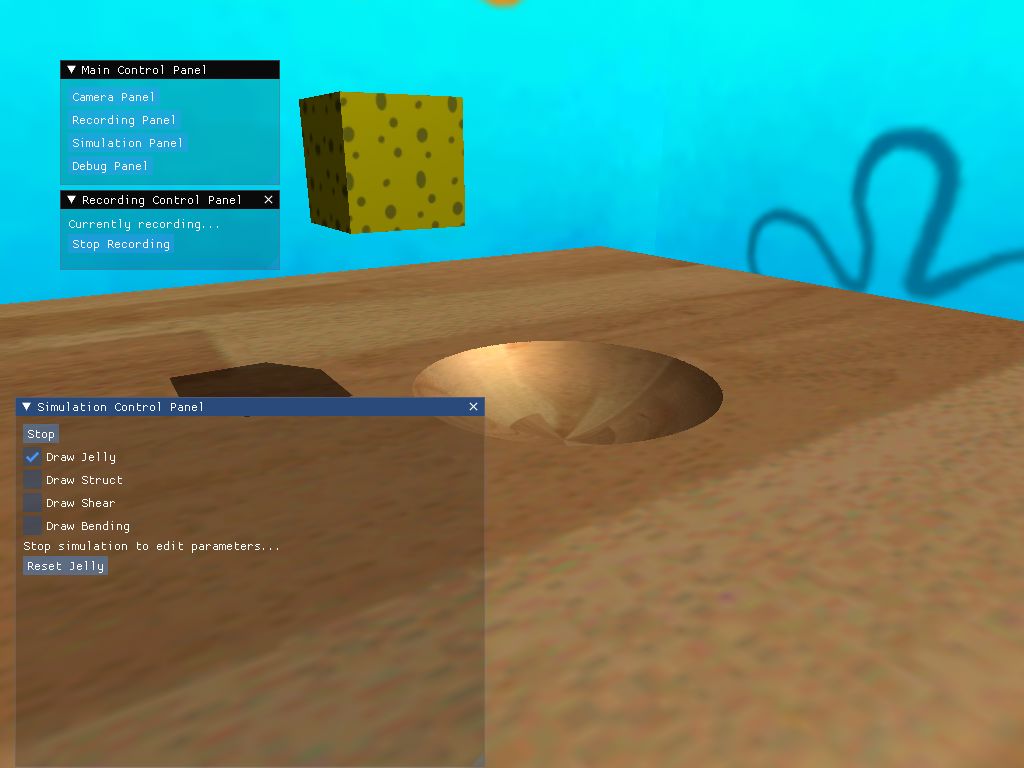 Main Control Panel
Camera Panel
Recording Panel
Simulation Panel
Debug Panel
Recording Control Panel
Currently recording...
Stop Recording
Simulation Control Panel
Stop
Draw Jelly
Draw Struct
Draw Shear
Draw Bending
Stop simulation to edit parameters...
Reset Jelly